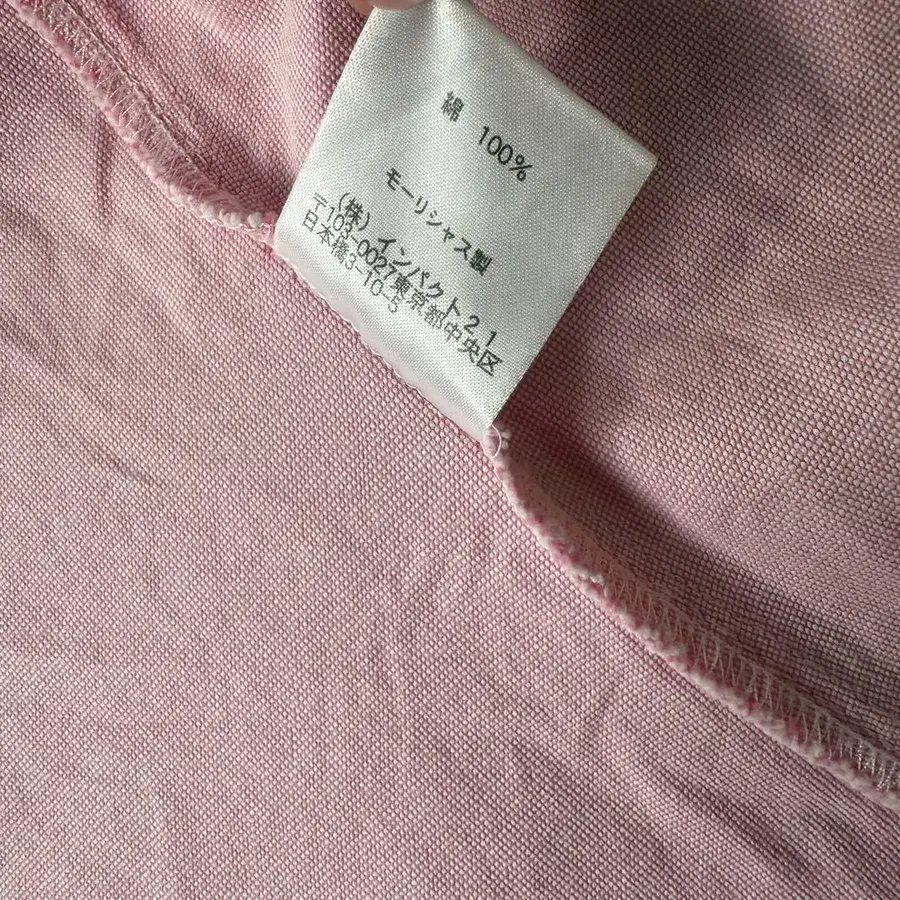 綿 100%
モーリシャス製
(株)インパクト21
〒103-0027東京都中央区
日本橋3-10-5